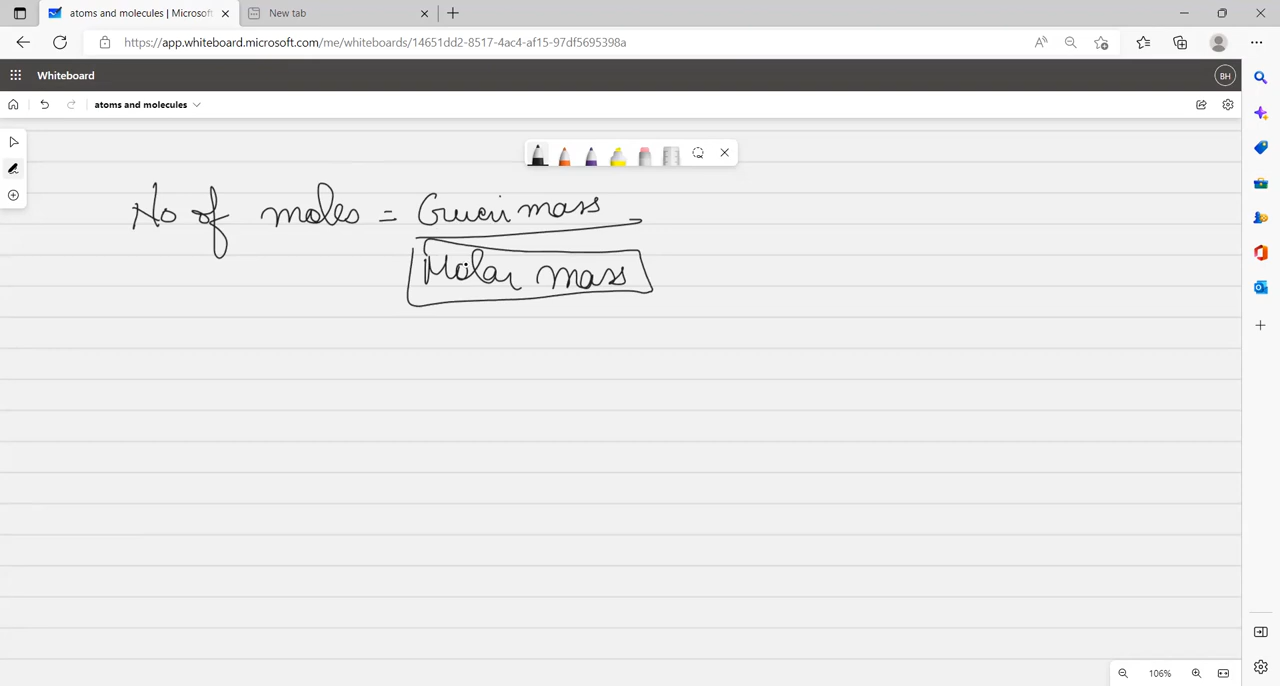 atoms and molecules | Microsoft
New tab
https://app.whiteboard.microsoft.com/me/whiteboards/14651dd2-8517-4ac4-af15-97df5695398a
Whiteboard
BH
atoms and molecules
No of moles = Given mass
Molar mass
106%